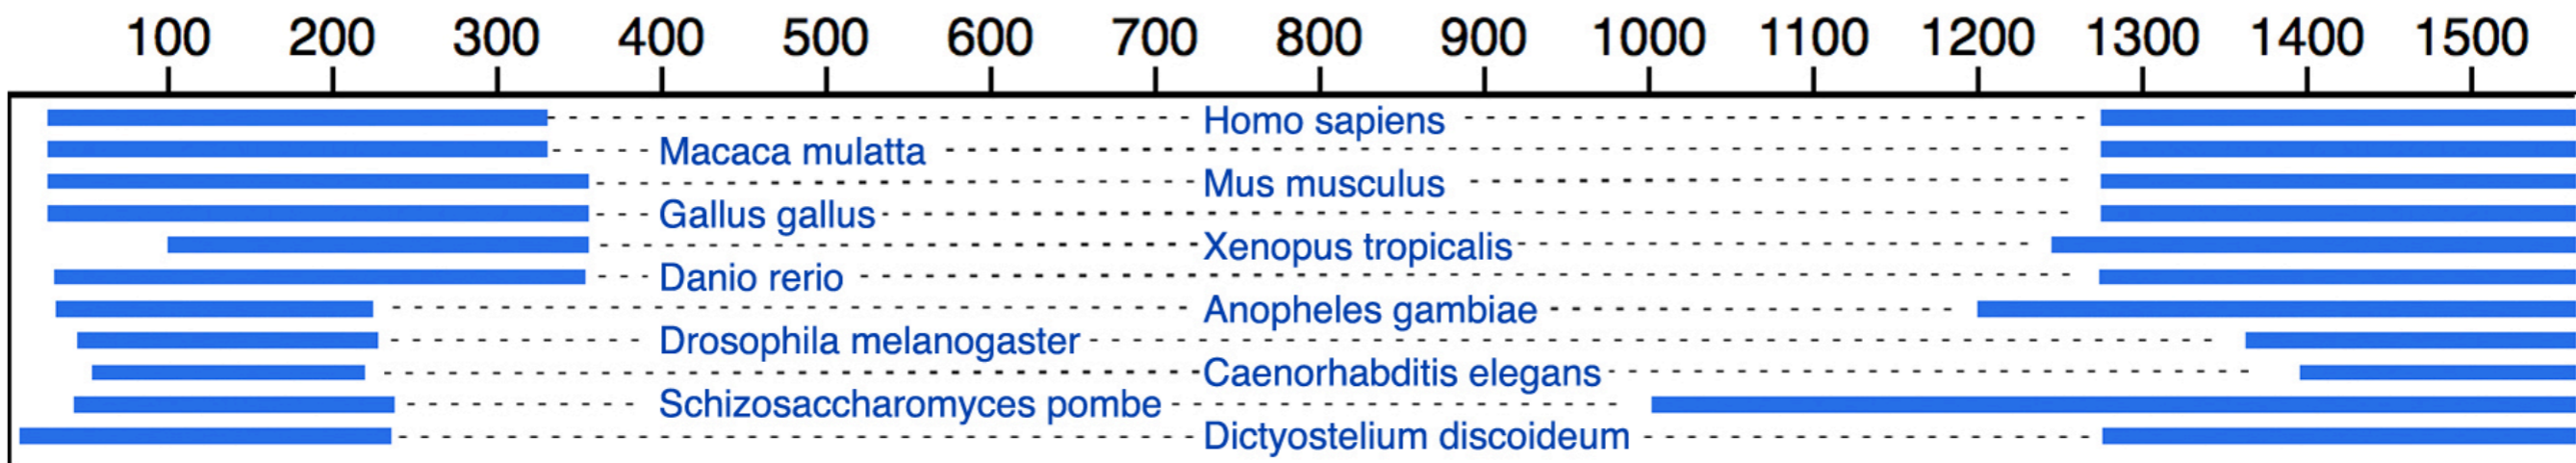 100 200 300 400 500 600 700 800 900 1000 1100 1200 1300 1400 1500
Homo sapiens
Macaca mulatta
Mus musculus
Gallus gallus
Xenopus tropicalis
Danio rerio
Anopheles gambiae
Drosophila melanogaster
Caenorhabditis elegans
Schizosaccharomyces pombe
Dictyostelium discoideum